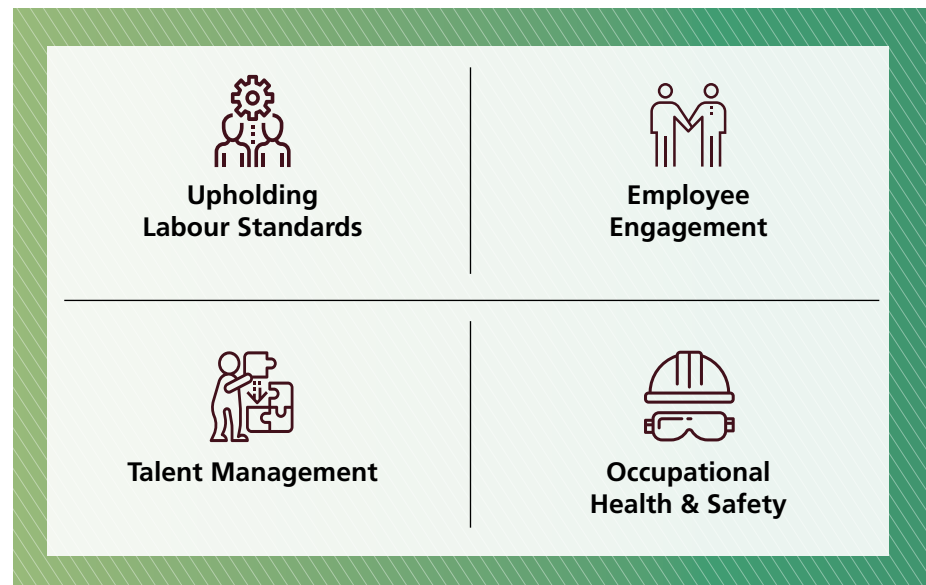 Upholding
Labour Standards
Employee
Engagement
Talent Management
Occupational
Health & Safety